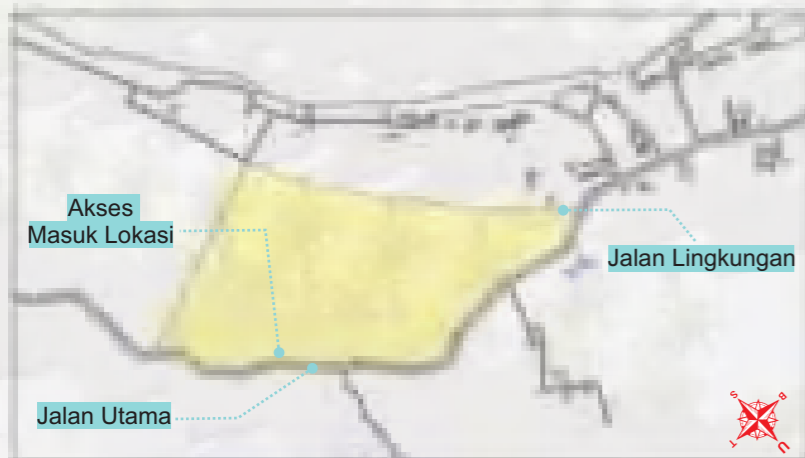 Akses
Masuk Lokasi
Jalan Lingkungan
Jalan Utama
S
B
T
U